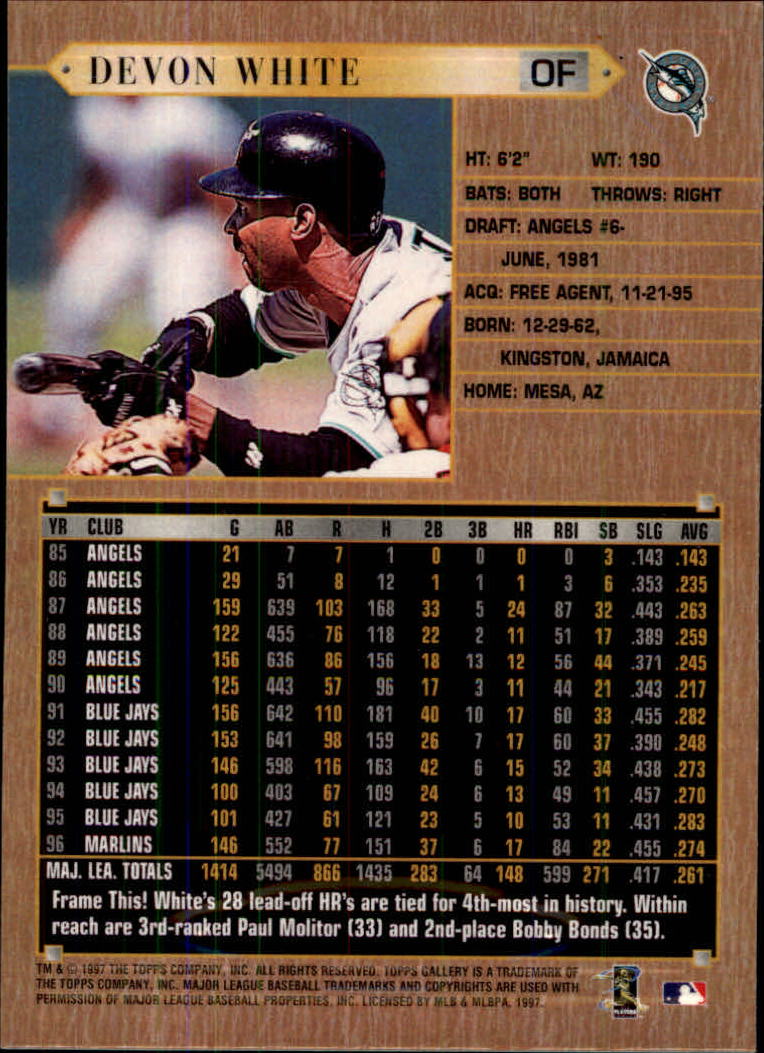 DEVON WHITE OF
HT: 6'2" WT: 190
BATS: BOTH THROWS: RIGHT
DRAFT: ANGELS #6-
JUNE, 1981
ACQ: FREE AGENT, 11-21-95
BORN: 12-29-62,
KINGSTON, JAMAICA
HOME: MESA, AZ
YR CLUB G AB R H 2B 3B HR RBI SB SLG AVG
85 ANGELS 21 7 7 1 0 0 0 0 3 .143 .143
86 ANGELS 29 51 8 12 1 1 1 3 6 .353 .235
87 ANGELS 159 639 103 168 33 5 24 87 32 .443 .263
88 ANGELS 122 455 76 118 22 2 11 51 17 .389 .259
89 ANGELS 156 636 86 156 18 13 12 56 44 .371 .245
90 ANGELS 125 443 57 96 17 3 11 44 21 .343 .217
91 BLUE JAYS 156 642 110 181 40 10 17 60 33 .455 .282
92 BLUE JAYS 153 641 98 159 26 7 17 60 37 .390 .248
93 BLUE JAYS 146 598 116 163 42 6 15 52 34 .438 .273
94 BLUE JAYS 100 403 67 109 24 6 13 49 11 .457 .270
95 BLUE JAYS 101 427 61 121 23 5 10 53 11 .431 .283
96 MARLINS 146 552 77 151 37 6 17 84 22 .455 .274
MAJ. LEA. TOTALS 1414 5494 866 1435 283 64 148 599 271 .417 .261
Frame This! White's 28 lead-off HR's are tied for 4th-most in history. Within
reach are 3rd-ranked Paul Molitor (33) and 2nd-place Bobby Bonds (35).
TM & © 1997 THE TOPPS COMPANY, INC. ALL RIGHTS RESERVED. TOPPS GALLERY IS A TRADEMARK OF
THE TOPPS COMPANY, INC. MAJOR LEAGUE BASEBALL TRADEMARKS AND COPYRIGHTS ARE USED WITH
PERMISSION OF MAJOR LEAGUE BASEBALL PROPERTIES, INC. LICENSED BY MLB & MLBPA, 1997.